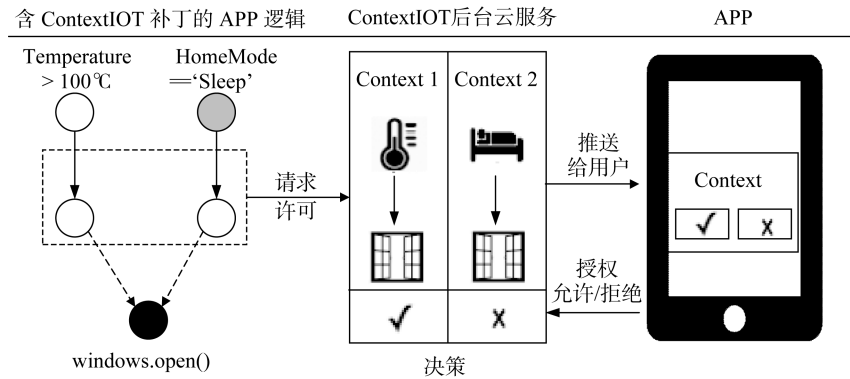 含 ContextIOT 补丁的 APP 逻辑
ContextIOT后台云服务
APP
Temperature
> 100℃
HomeMode
=='Sleep'
请求
许可
windows.open()
Context 1
Context 2
✓
x
决策
推送
给用户
授权
允许/拒绝
Context
✓
x